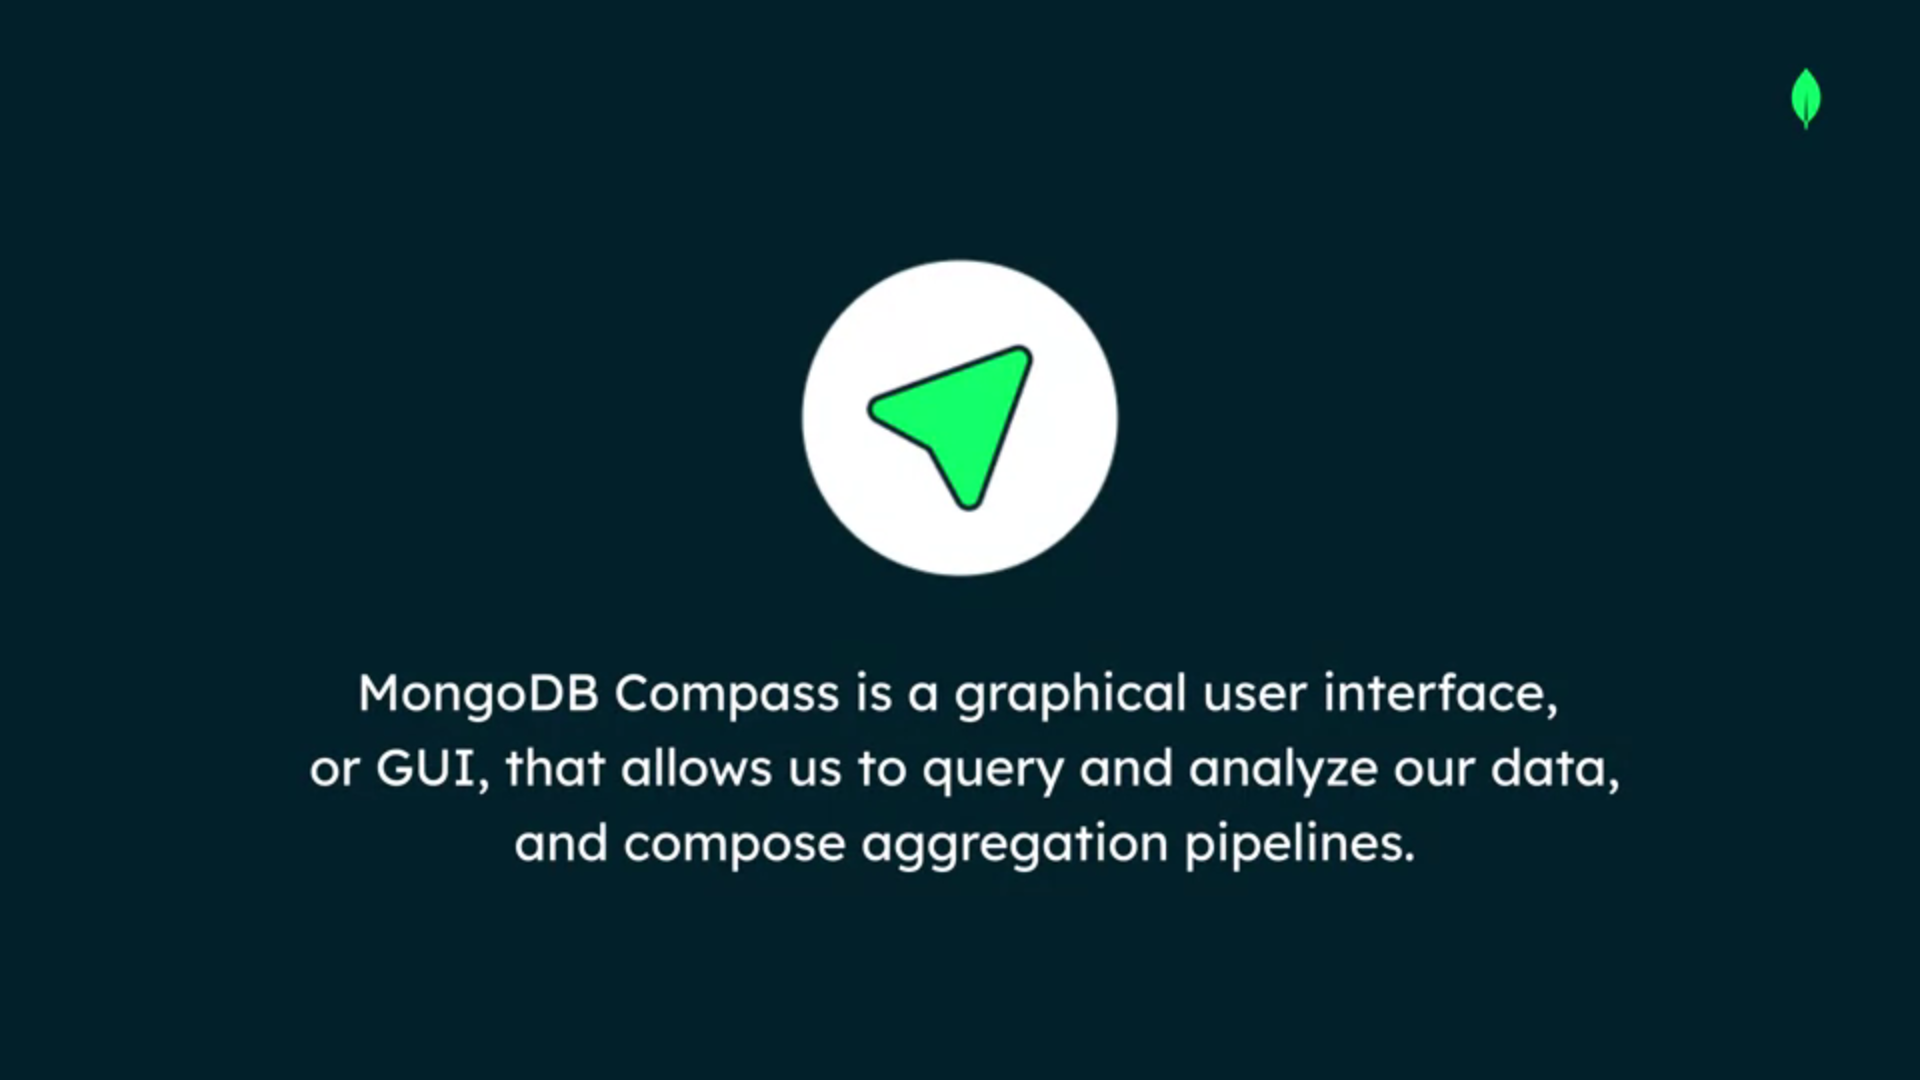 MongoDB Compass is a graphical user interface,
or GUI, that allows us to query and analyze our data,
and compose aggregation pipelines.